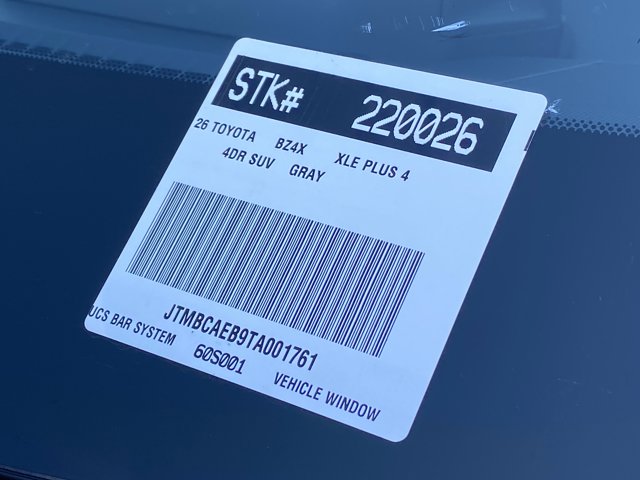 STK# 220026
26 TOYOTA BZ4X XLE PLUS 4
4DR SUV GRAY
JTMBCAEB9TA001761
UCS BAR SYSTEM 60S001 VEHICLE WINDOW